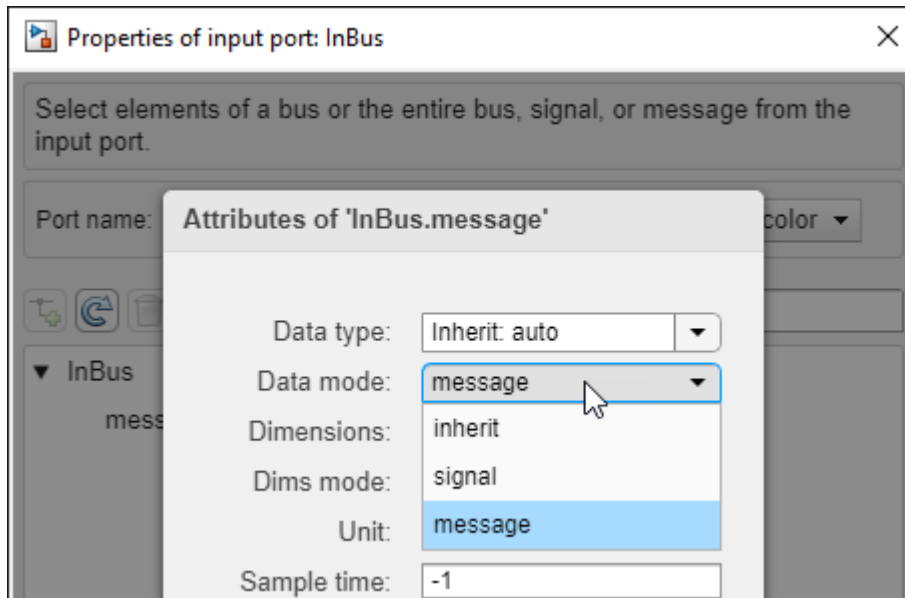 Properties of input port: InBus
Select elements of a bus or the entire bus, signal, or message from the
input port.
Port name:
color
Attributes of 'InBus.message'
Data type: Inherit: auto
InBus
Data mode: message
mess
Dimensions: inherit
Dims mode: signal
Unit: message
Sample time: -1